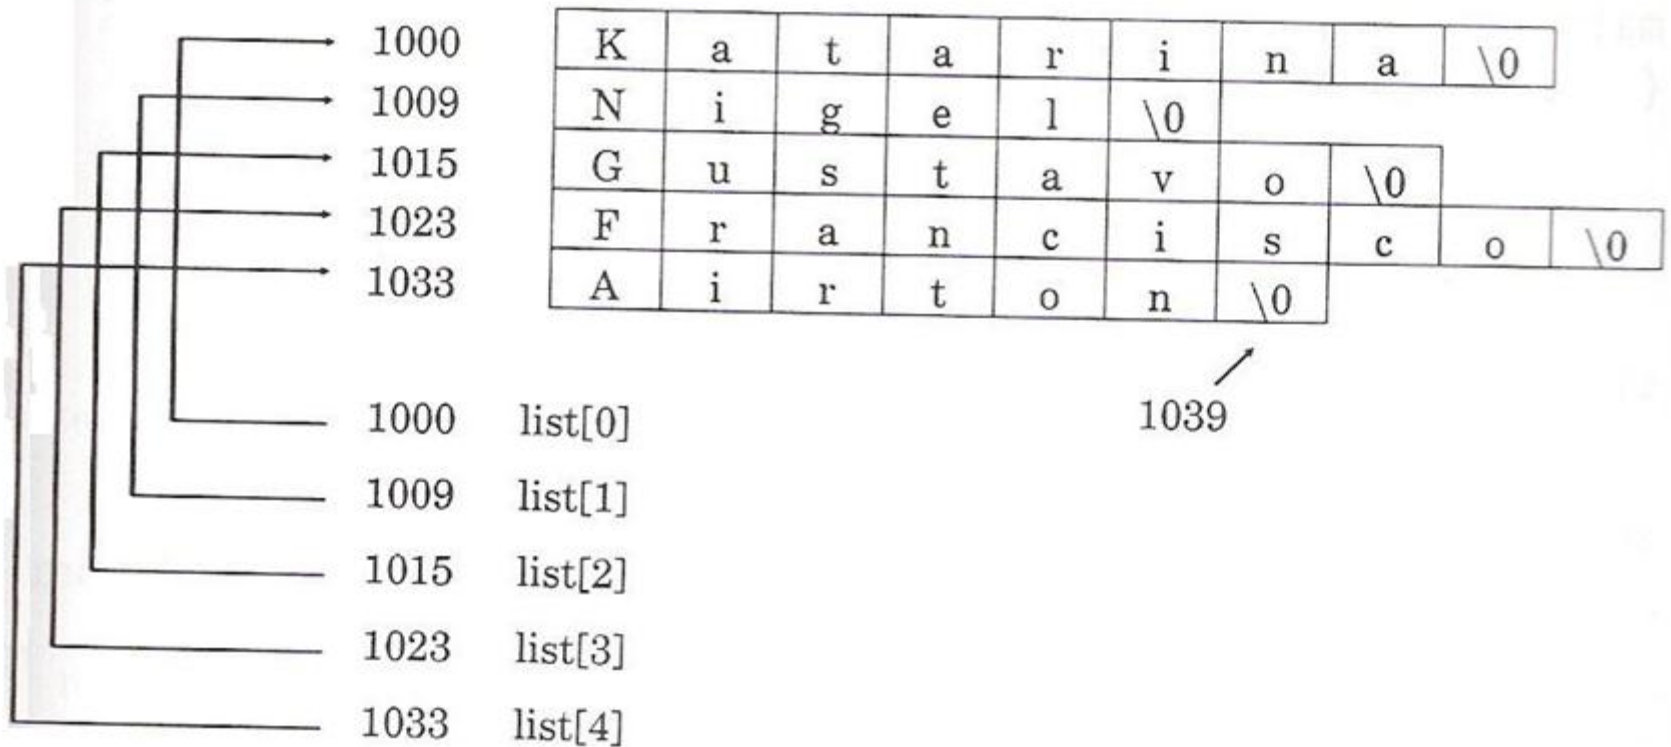 1000 K a t a r i n a \0
1009 N i g e l \0
1015 G u s t a v o \0
1023 F r a n c i s c o \0
1033 A i r t o n \0
1039
1000 list[0]
1009 list[1]
1015 list[2]
1023 list[3]
1033 list[4]